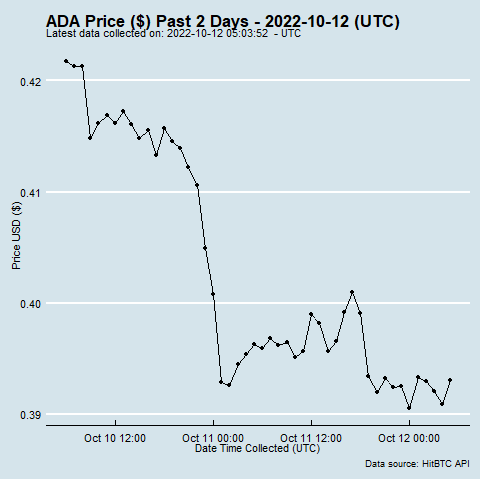 ADA Price ($) Past 2 Days - 2022-10-12 (UTC)
Latest data collected on: 2022-10-12 05:03:52 - UTC
0.42
0.41
0.40
0.39
Price USD ($)
Oct 10 12:00
Oct 11 00:00
Oct 11 12:00
Oct 12 00:00
Date Time Collected (UTC)
Data source: HitBTC API